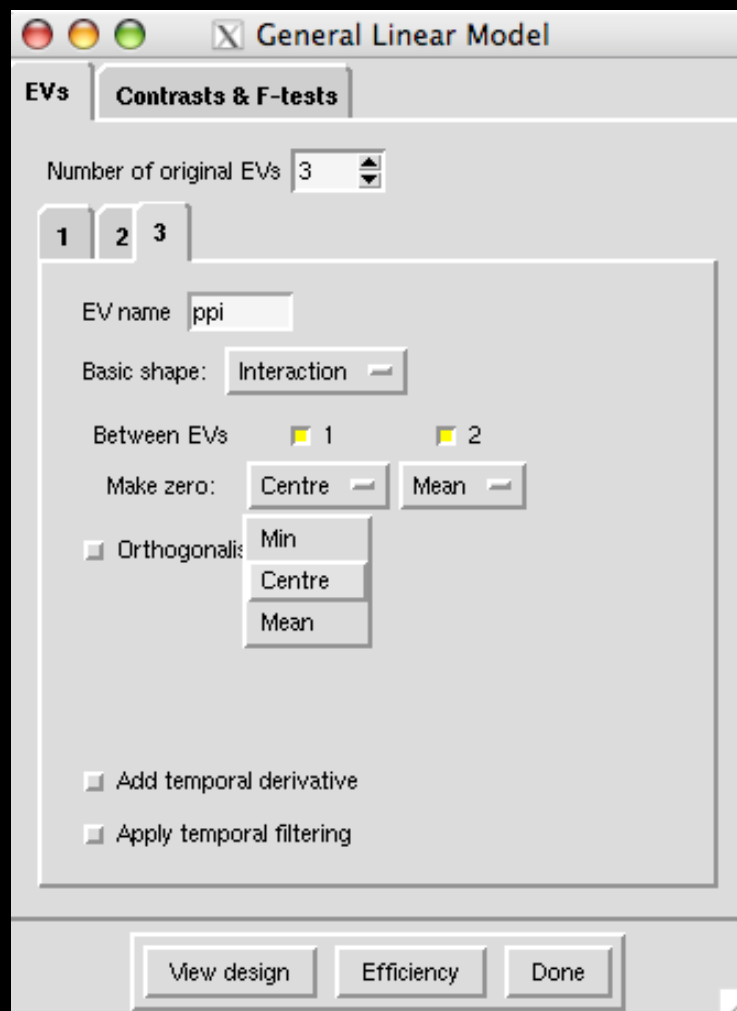 General Linear Model
EVs Contrasts & F-tests
Number of original EVs 3
1 2 3
EV name ppi
Basic shape: Interaction
Between EVs 1 2
Make zero: Centre Mean
Orthogonalis
Min
Centre
Mean
Add temporal derivative
Apply temporal filtering
View design Efficiency Done